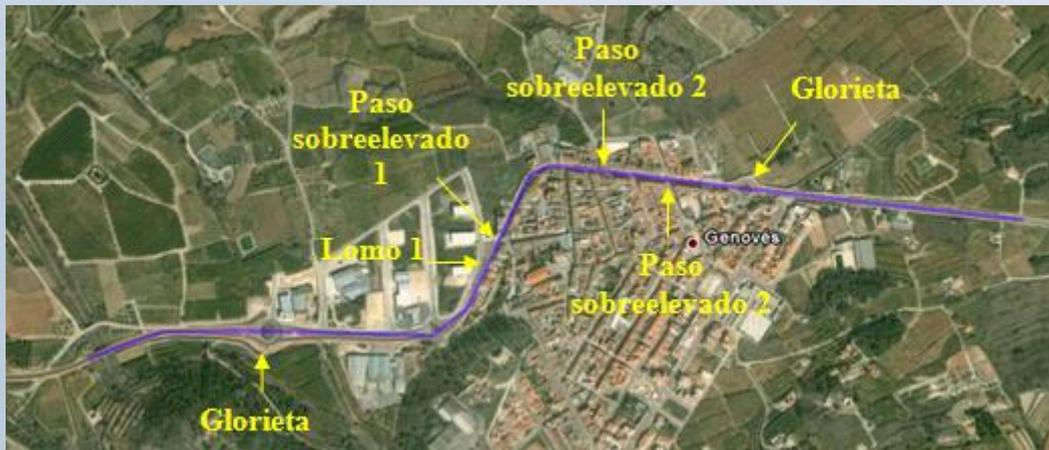 Paso
sobreelevado 2
Glorieta
Paso
sobreelevado
1
Lomo 1
Genovés
Paso
sobreelevado 2
Glorieta